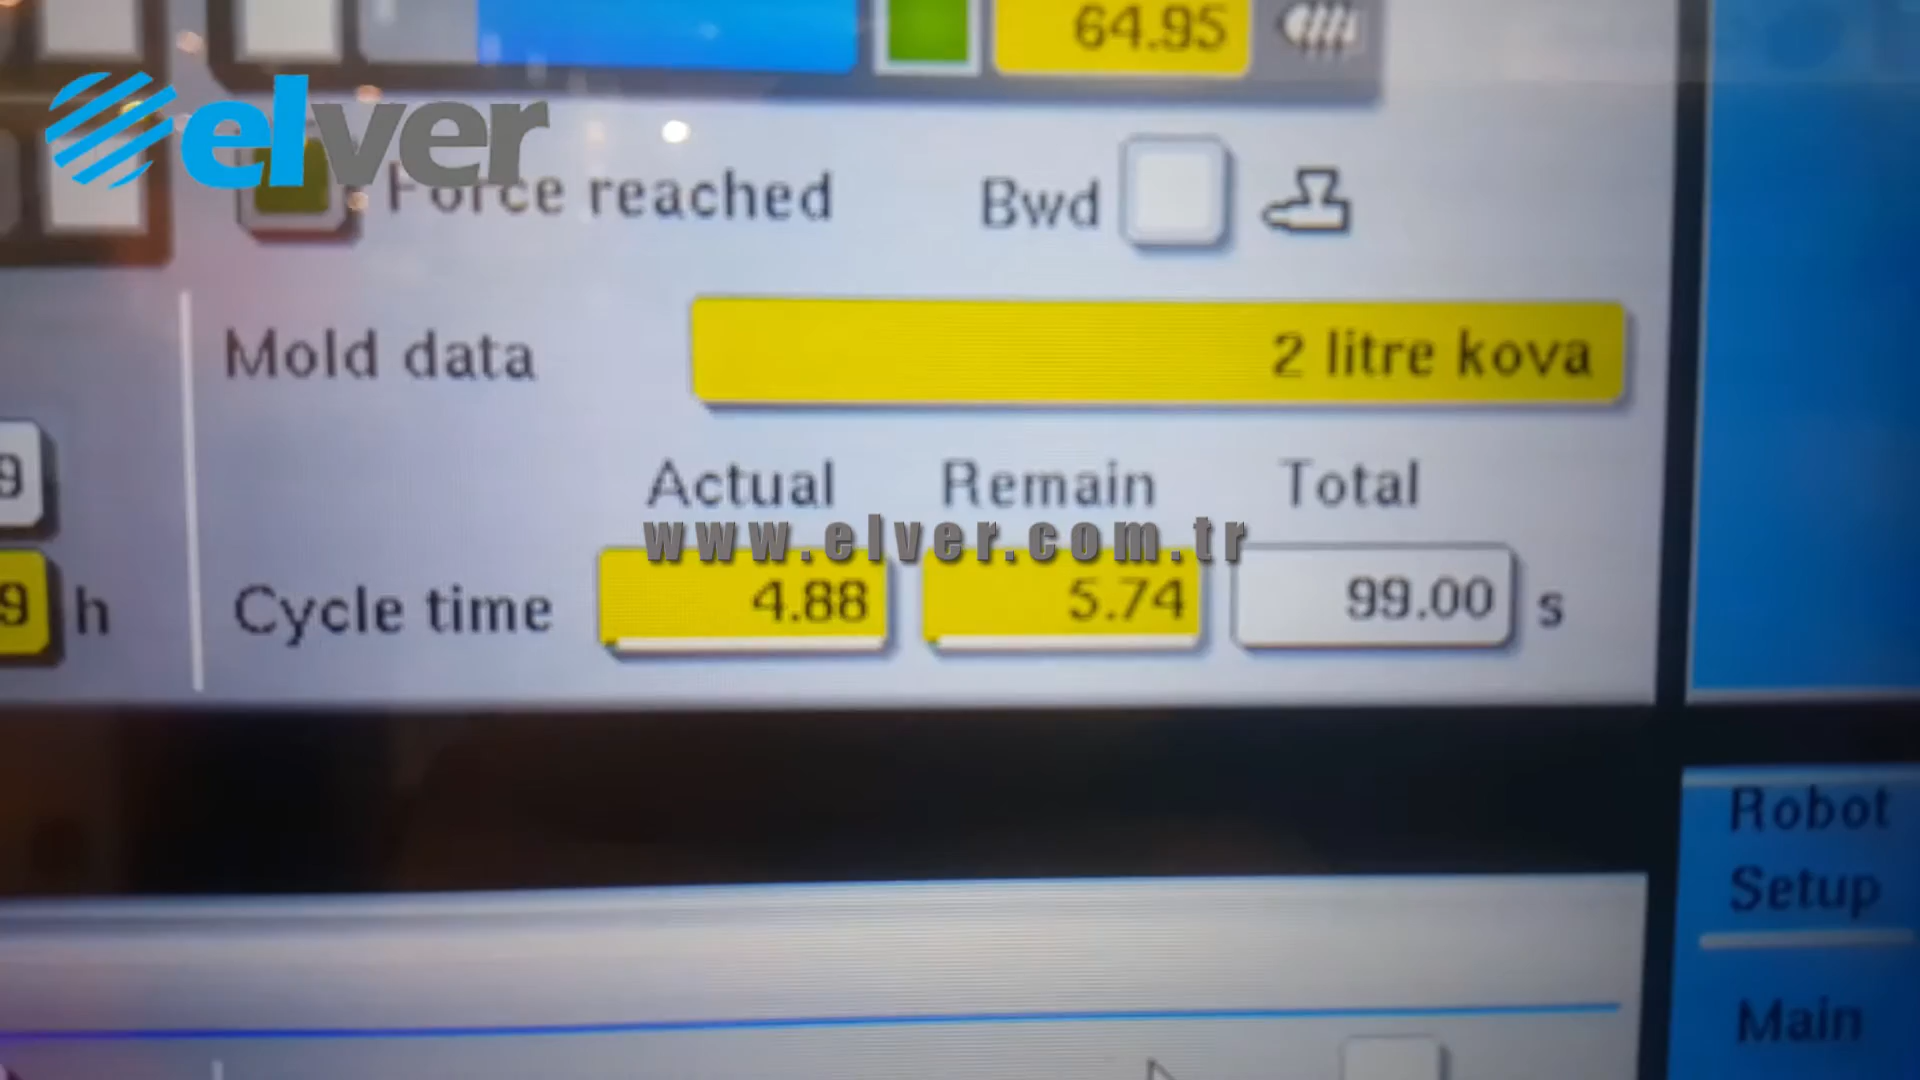 64.95
elver
Force reached
Bwd
Mold data
2 litre kova
Actual Remain Total
www.elver.com.tr
9
Cycle time 4.88 5.74 99.00 s
9 h
Robot
Setup
Main